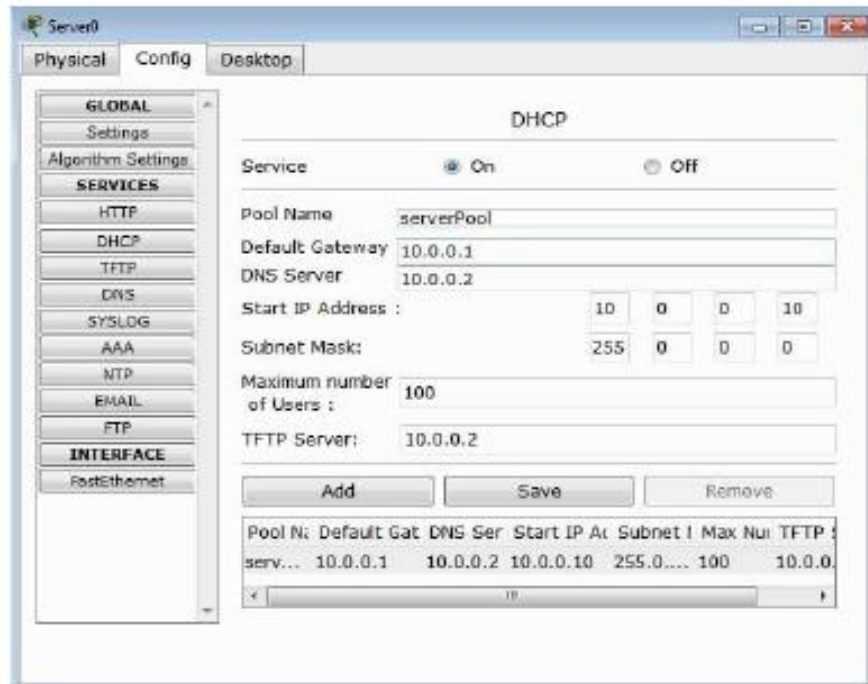 Server0
Physical Config Desktop
GLOBAL
Settings
Algorithm Settings
SERVICES
HTTP
DHCP
TFTP
DNS
SYSLOG
AAA
NTP
EMAIL
FTP
INTERFACE
FastEthernet
DHCP
Service On Off
Pool Name serverPool
Default Gateway 10.0.0.1
DNS Server 10.0.0.2
Start IP Address : 10 0 0 10
Subnet Mask: 255 0 0 0
Maximum number
of Users : 100
TFTP Server: 10.0.0.2
Add Save Remove
Pool Na Default Gat DNS Ser Start IP Ac Subnet M Max Nur TFTP S
serv... 10.0.0.1 10.0.0.2 10.0.0.10 255.0.... 100 10.0.0.